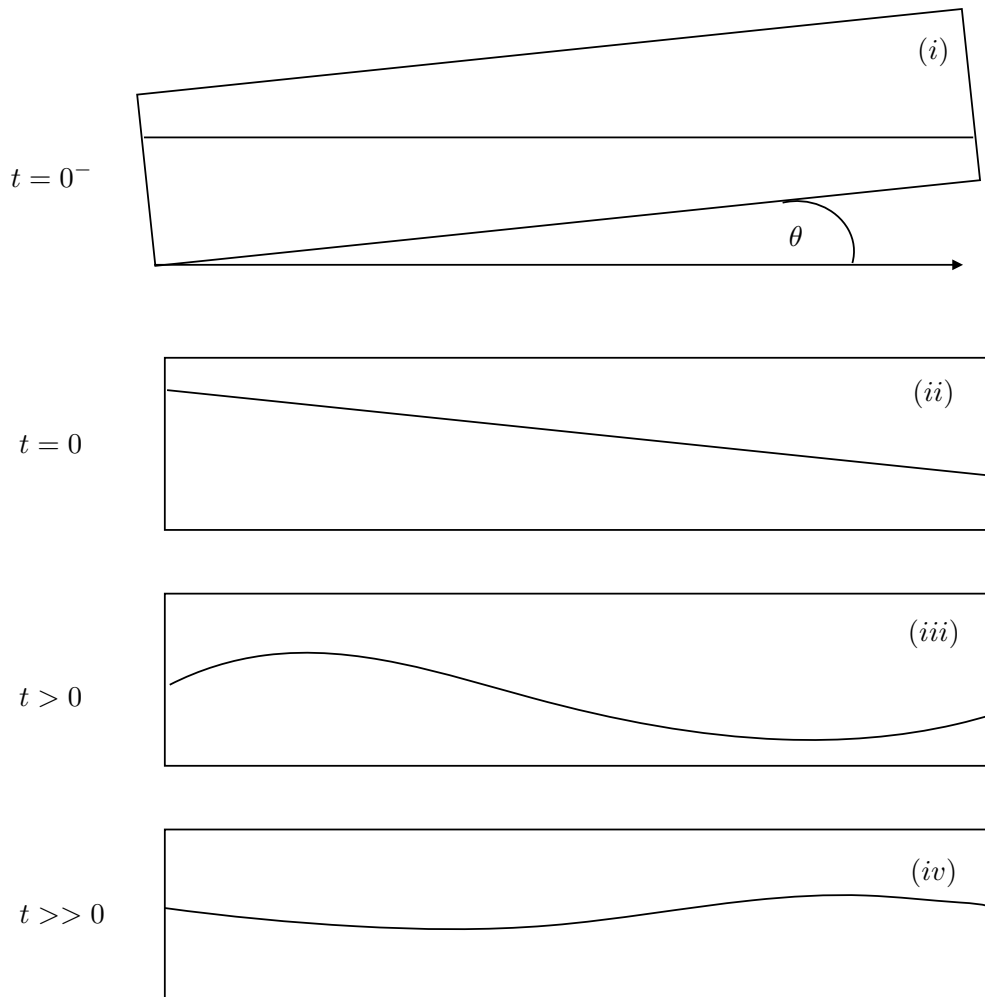 (i)
t = 0⁻
θ
(ii)
t = 0
(iii)
t > 0
(iv)
t >> 0